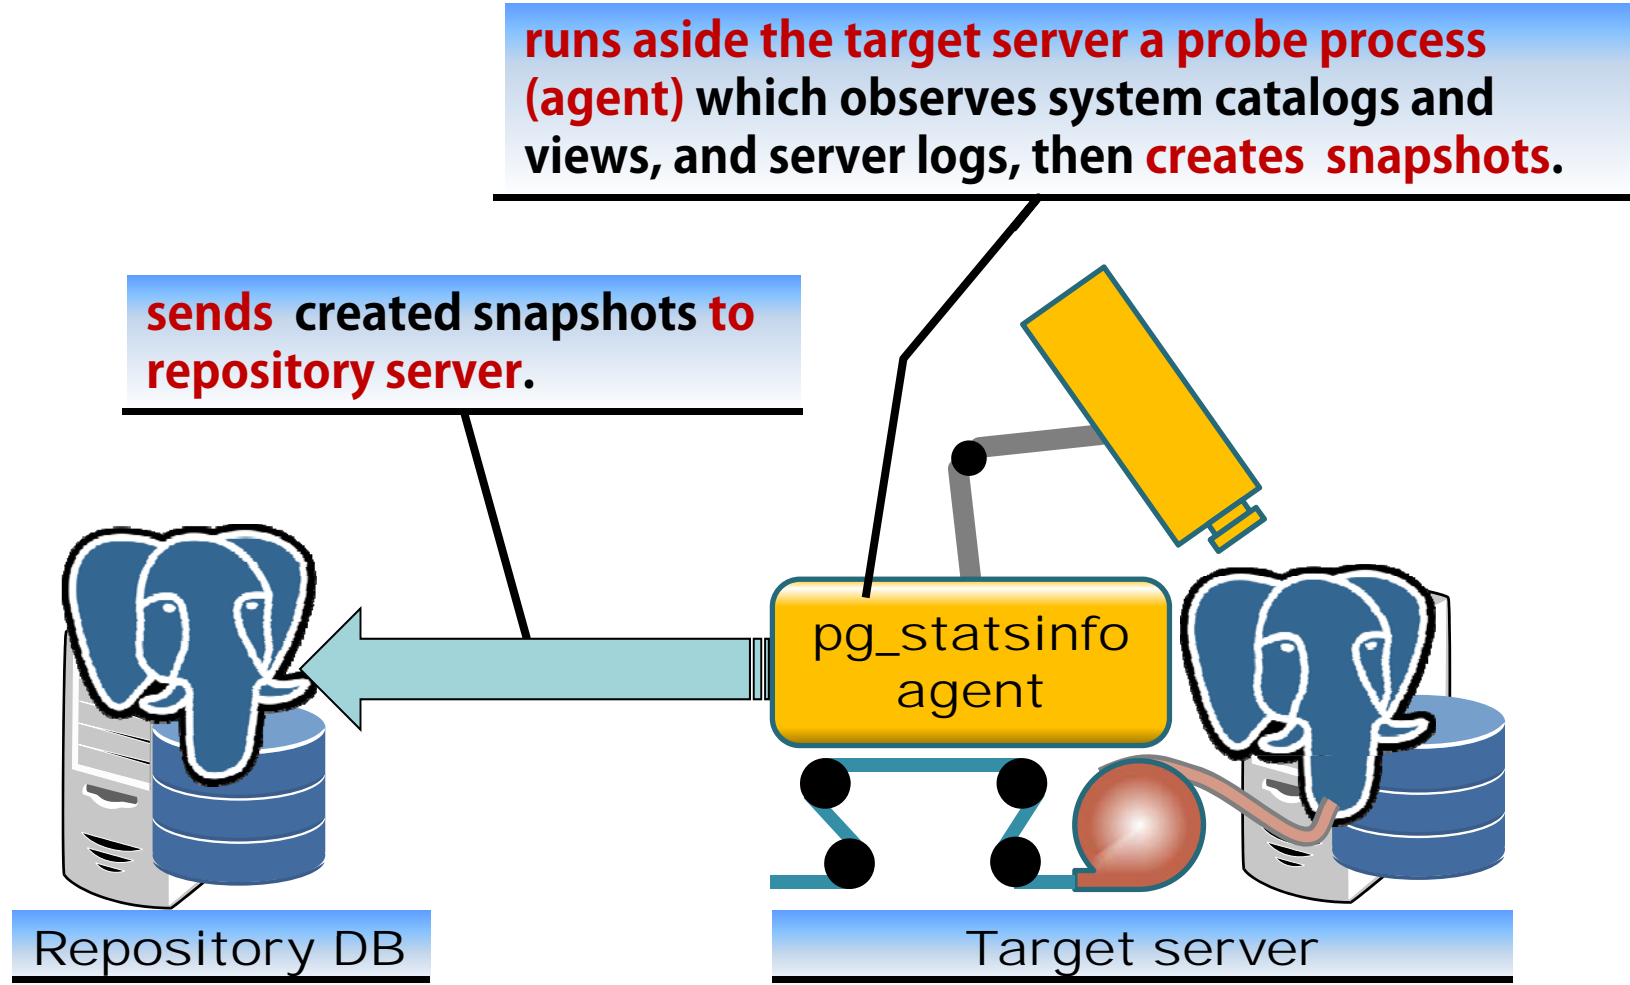 runs aside the target server a probe process
(agent) which observes system catalogs and
views, and server logs, then creates snapshots.
sends created snapshots to
repository server.
pg_statsinfo
agent
Repository DB
Target server